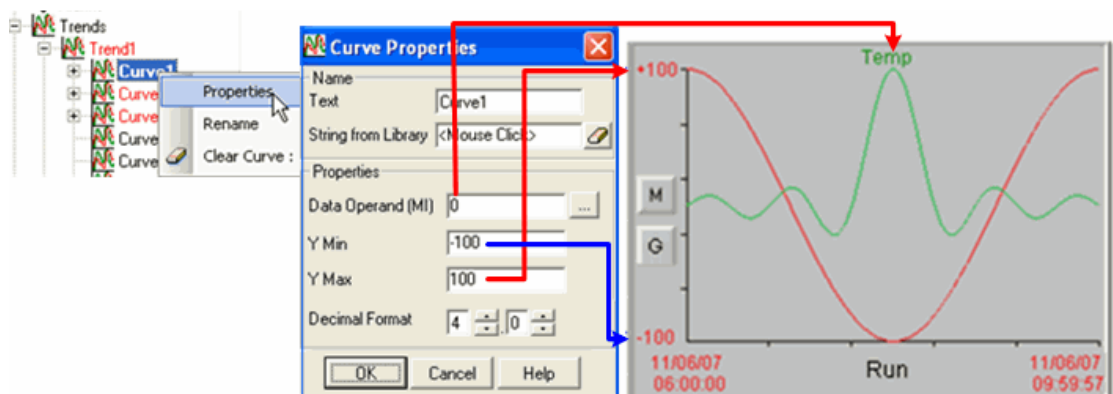 Trends
Trend1
Curve1
Curve
Curve
Curve
Curve
Properties
Rename
Clear Curve :
Curve Properties
Name
Text
Curve1
String from Library
<Mouse Click>
Properties
Data Operand (MI)
0
...
Y Min
-100
Y Max
100
Decimal Format
4
.
0
OK
Cancel
Help
Temp
+100
M
G
-100
11/06/07
06:00:00
Run
11/06/07
09:59:57